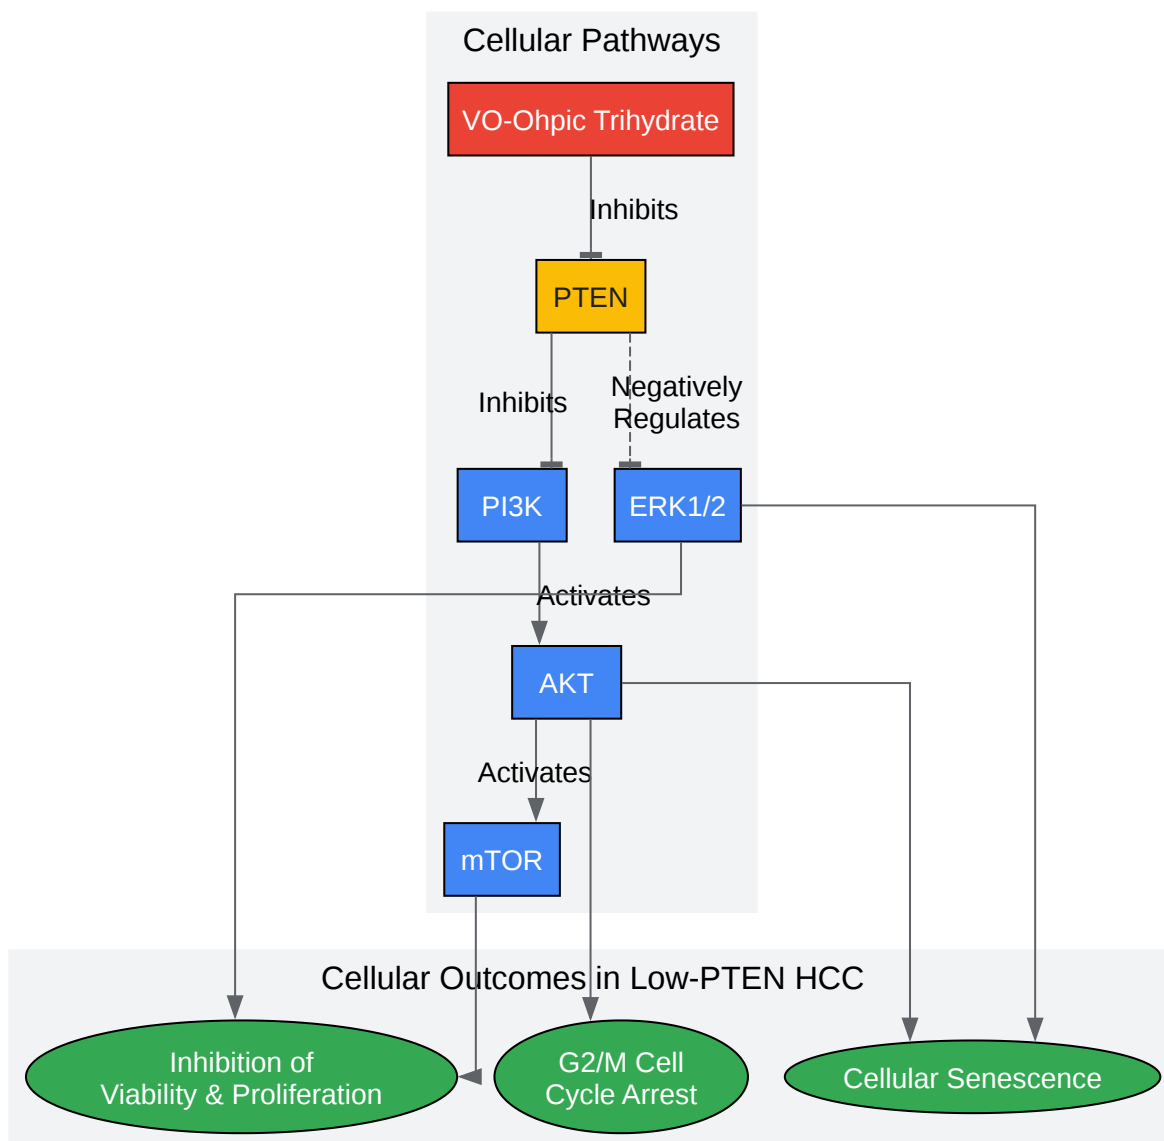 Cellular Pathways
VO-Ohpic Trihydrate
Inhibits
PTEN
Inhibits
Negatively
Regulates
PI3K
ERK1/2
Activates
AKT
Activates
mTOR
Cellular Outcomes in Low-PTEN HCC
Inhibition of
Viability & Proliferation
G2/M Cell
Cycle Arrest
Cellular Senescence